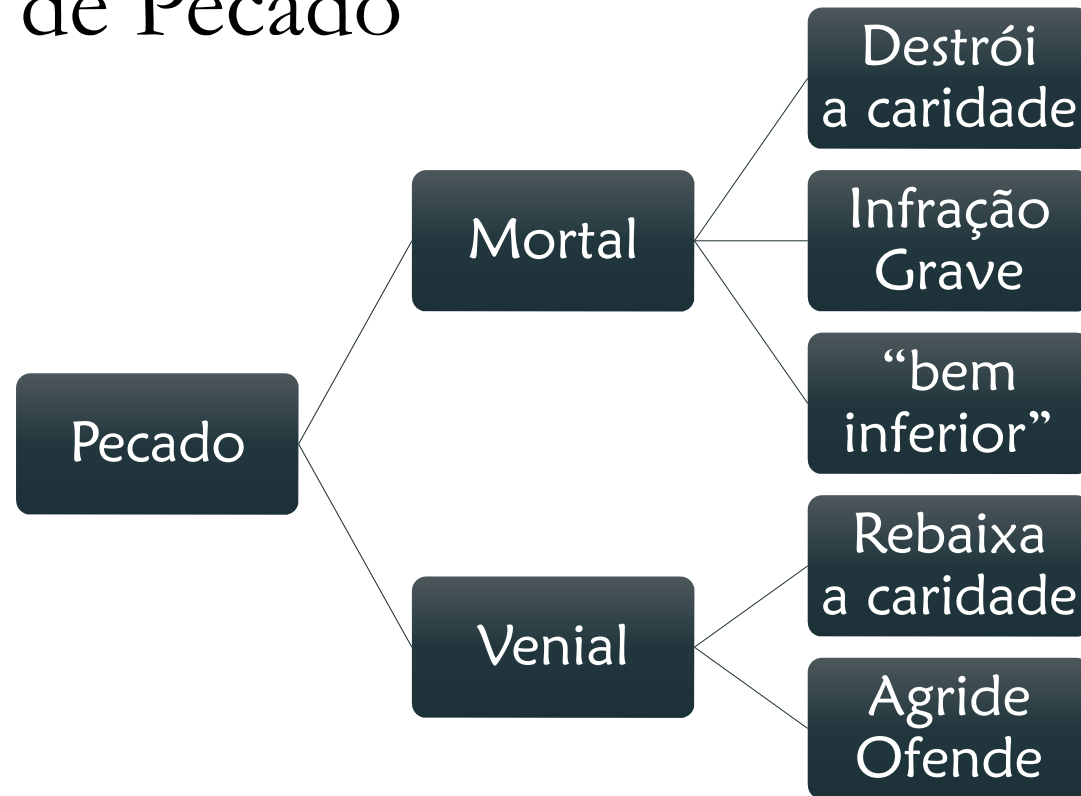 de Pecado
Pecado
Mortal
Destrói
a caridade
Infração
Grave
“bem
inferior”
Venial
Rebaixa
a caridade
Agride
Ofende